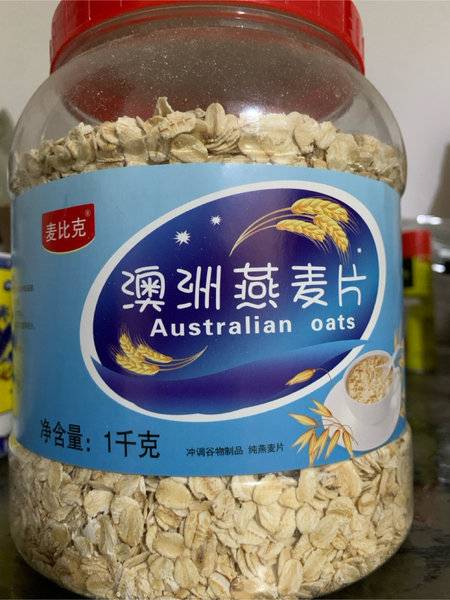 麦比克®
澳洲燕麦片
Australian oats
净含量：1千克
冲调谷物制品 纯燕麦片